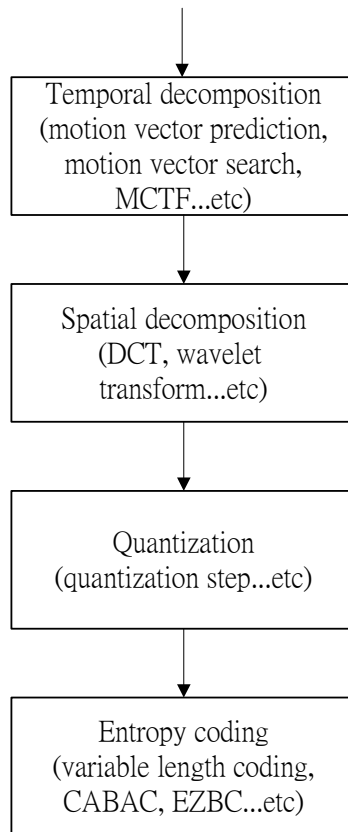 Temporal decomposition
(motion vector prediction,
motion vector search,
MCTF...etc)
Spatial decomposition
(DCT, wavelet
transform...etc)
Quantization
(quantization step...etc)
Entropy coding
(variable length coding,
CABAC, EZBC...etc)